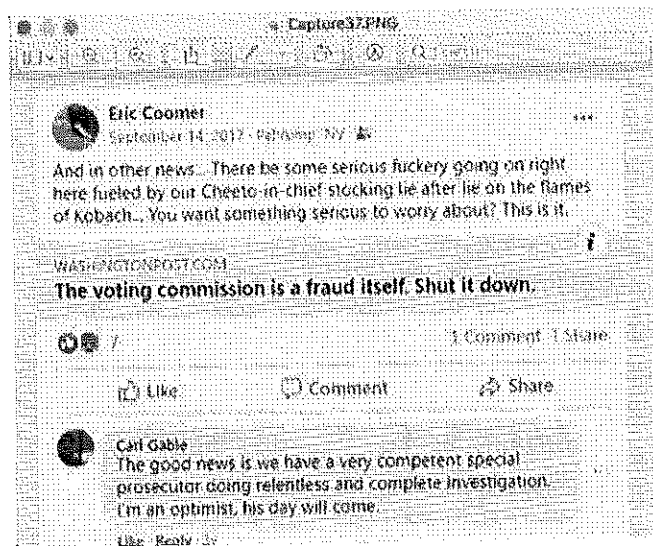 Capture37.PNG
Eric Coomer
September 14, 2017 · Pahrump, NV
And in other news... There be some serious fuckery going on right
here fueled by our Cheeto-in-chief stocking lie after lie on the flames
of Kobach... You want something serious to worry about? This is it.
i
WASHINGTONPOST.COM
The voting commission is a fraud itself. Shut it down.
7
1 Comment 1 Share
Like Comment Share
Carl Gable
The good news is we have a very competent special
prosecutor doing relentless and complete investigation.
I'm an optimist, his day will come.
Like Reply